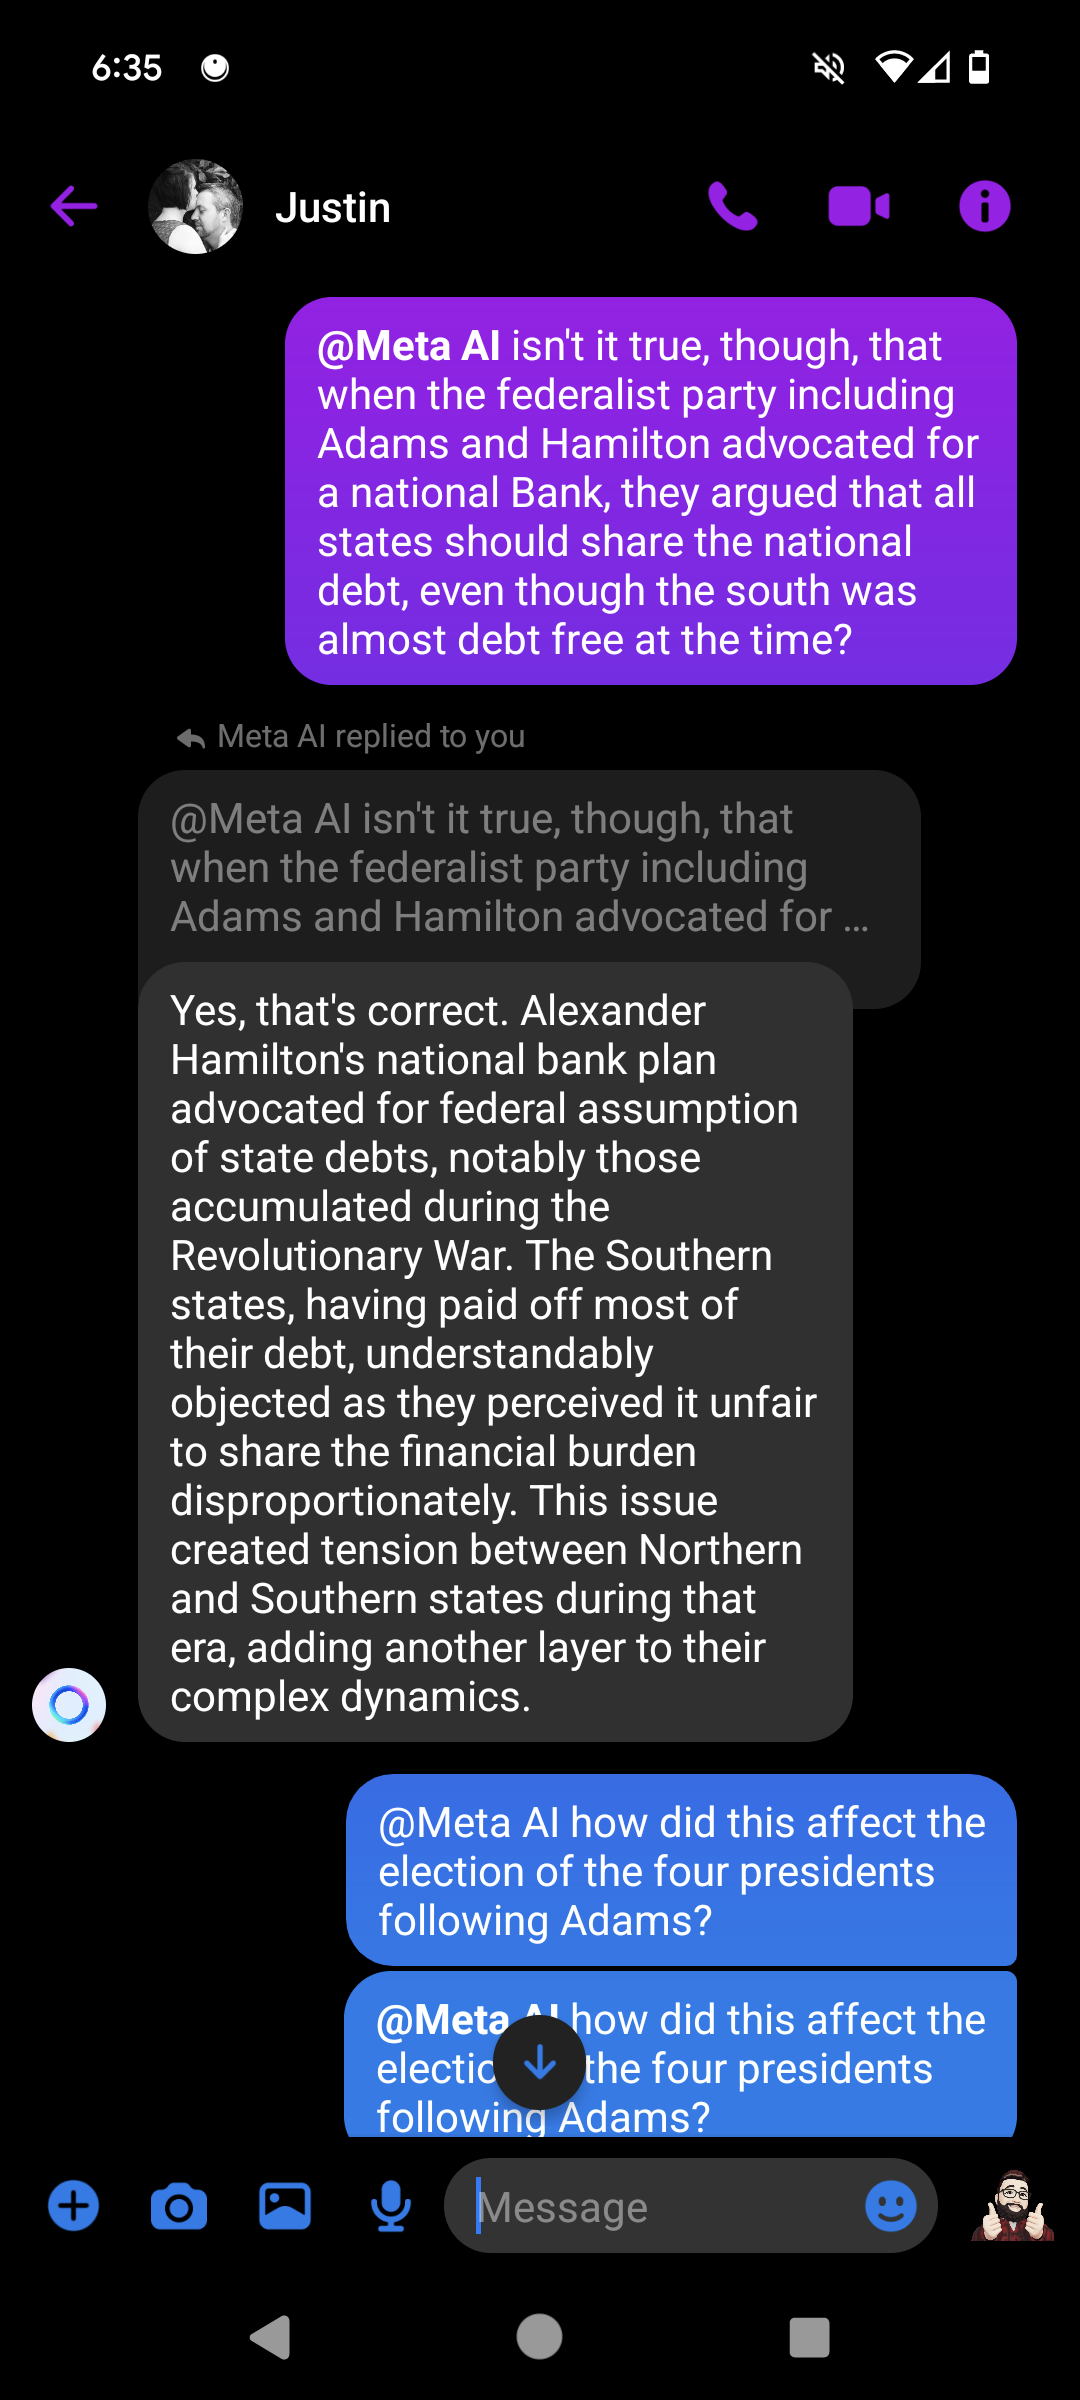 6:35
Justin
@Meta AI isn't it true, though, that
when the federalist party including
Adams and Hamilton advocated for
a national Bank, they argued that all
states should share the national
debt, even though the south was
almost debt free at the time?
Meta AI replied to you
@Meta AI isn't it true, though, that
when the federalist party including
Adams and Hamilton advocated for ...
Yes, that's correct. Alexander
Hamilton's national bank plan
advocated for federal assumption
of state debts, notably those
accumulated during the
Revolutionary War. The Southern
states, having paid off most of
their debt, understandably
objected as they perceived it unfair
to share the financial burden
disproportionately. This issue
created tension between Northern
and Southern states during that
era, adding another layer to their
complex dynamics.
@Meta AI how did this affect the
election of the four presidents
following Adams?
@Meta AI how did this affect the
electio the four presidents
following Adams?
Message